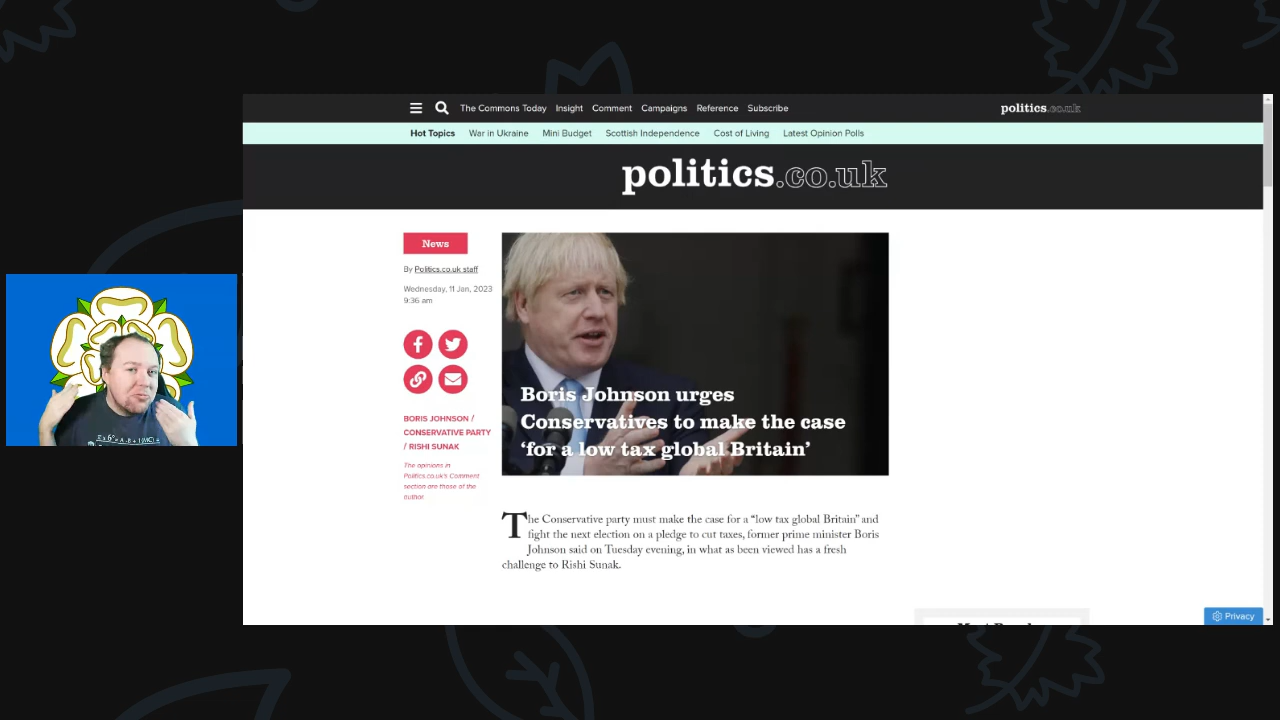 The Commons Today Insight Comment Campaigns Reference Subscribe politics.co.uk
Hot Topics War in Ukraine Mini Budget Scottish Independence Cost of Living Latest Opinion Polls
politics.co.uk
News
By Politics.co.uk staff
Wednesday, 11 Jan, 2023
9:36 am
BORIS JOHNSON /
CONSERVATIVE PARTY
/ RISHI SUNAK
The opinions in
Politics.co.uk's Comment
section are those of the
author.
Boris Johnson urges
Conservatives to make the case
‘for a low tax global Britain’
The Conservative party must make the case for a “low tax global Britain” and
fight the next election on a pledge to cut taxes, former prime minister Boris
Johnson said on Tuesday evening, in what as been viewed has a fresh
challenge to Rishi Sunak.
Privacy